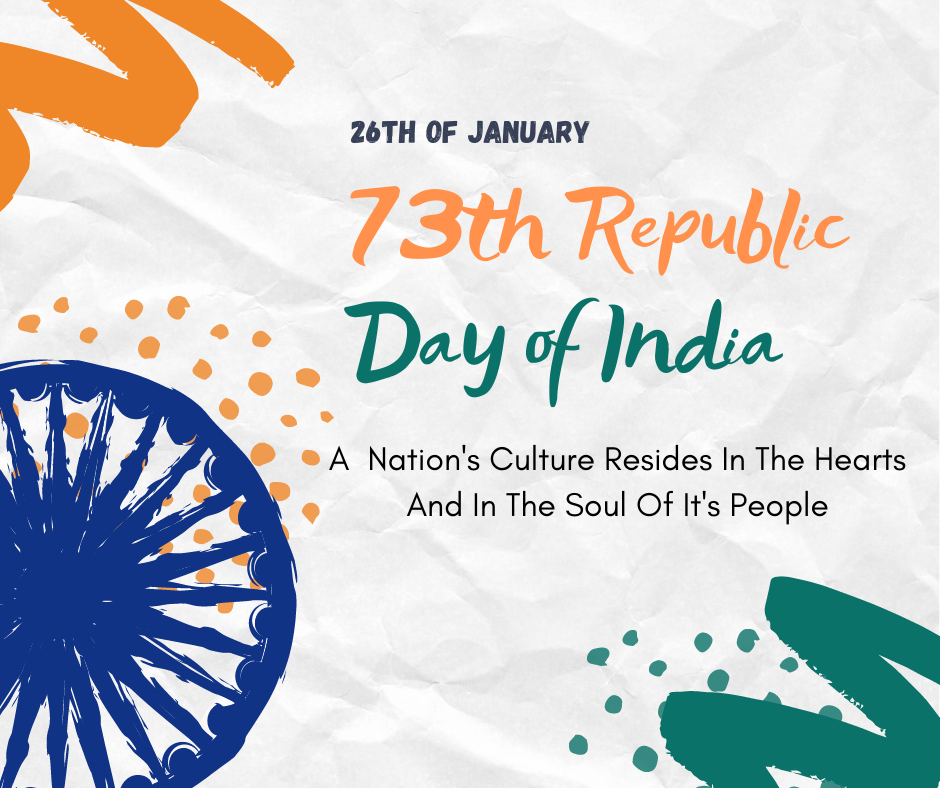 26TH OF JANUARY
73th Republic
Day of India
A  Nation's Culture Resides In The Hearts
And In The Soul Of It's People